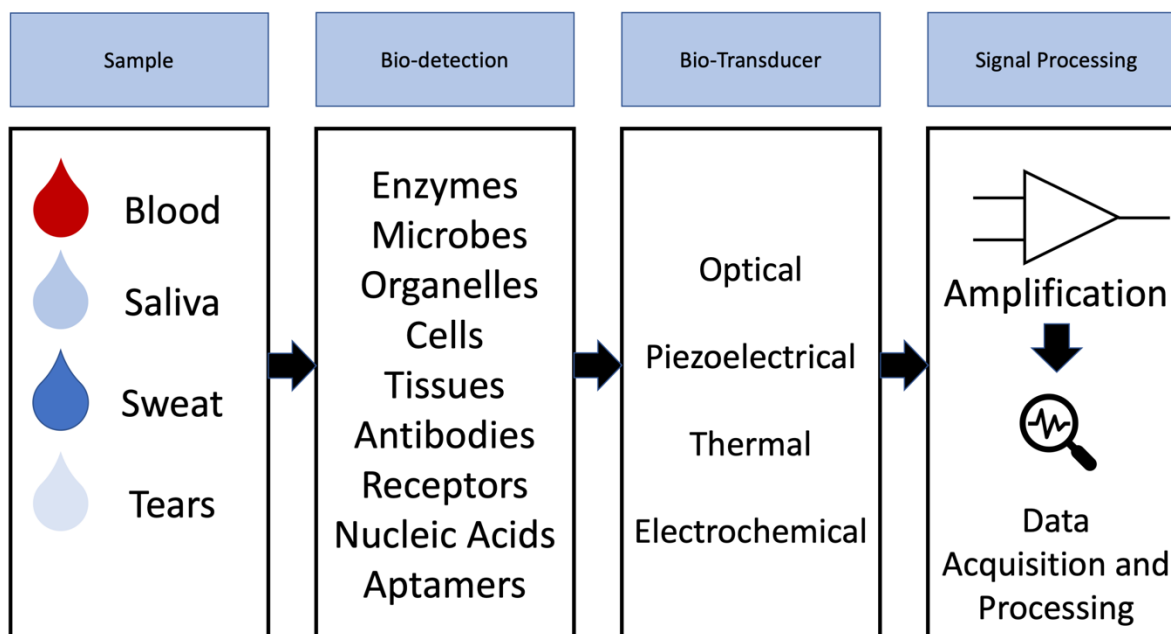 Sample
Bio-detection
Bio-Transducer
Signal Processing
Blood
Saliva
Sweat
Tears
Enzymes
Microbes
Organelles
Cells
Tissues
Antibodies
Receptors
Nucleic Acids
Aptamers
Optical
Piezoelectrical
Thermal
Electrochemical
Amplification
Data
Acquisition and
Processing